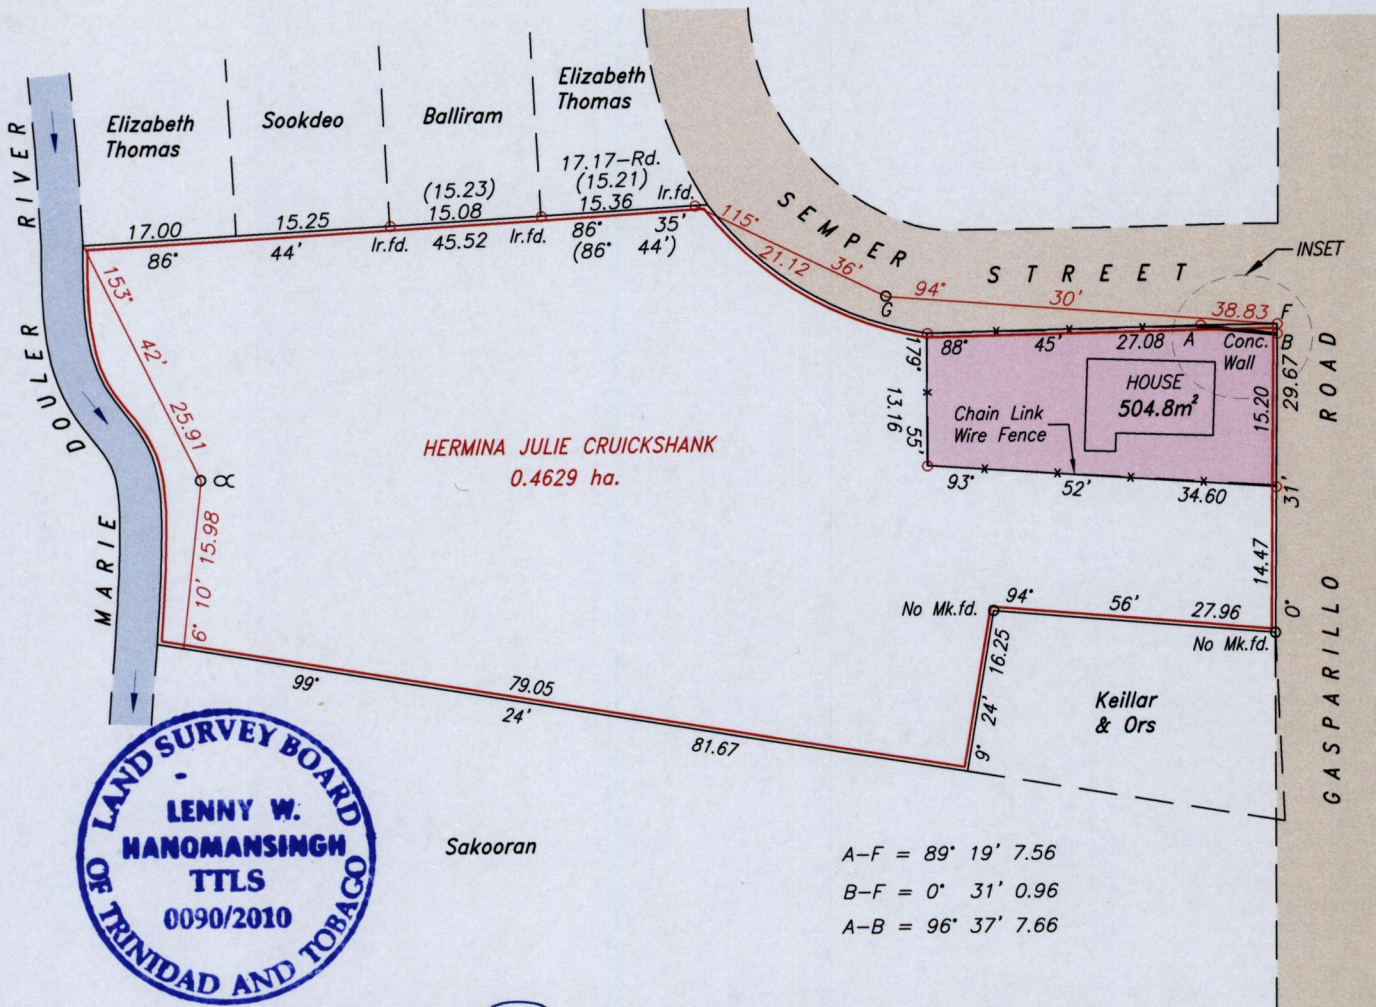 Elizabeth
Thomas
Sookdeo
Balliram
Elizabeth
Thomas
17.00
15.25
(15.23)
15.08
17.17-Rd.
(15.21)
15.36
Ir.fd.
86° 44'
Ir.fd.
45.52
Ir.fd.
86° 35'
(86° 44')
MARIE DOULER RIVER
153° 42' 25.91
6° 10' 15.98
115° 36'
21.12
SEMPER STREET
94° 30' 38.83
G
F
INSET
88° 45' 27.08
A
B
Conc.
Wall
HOUSE
504.8m²
Chain Link
Wire Fence
179° 55'
13.16
93° 52' 34.60
15.20
29.67
0° 31'
14.47
GASPARILLO ROAD
HERMINA JULIE CRUICKSHANK
0.4629 ha.
No Mk.fd.
94° 56' 27.96
No Mk.fd.
9° 24' 16.25
Keillar
& Ors
99° 24'
79.05
81.67
Sakooran
LAND SURVEY BOARD
OF TRINIDAD AND TOBAGO
LENNY W.
HANOMANSINGH
TTLS
0090/2010
A-F = 89° 19' 7.56
B-F = 0° 31' 0.96
A-B = 96° 37' 7.66